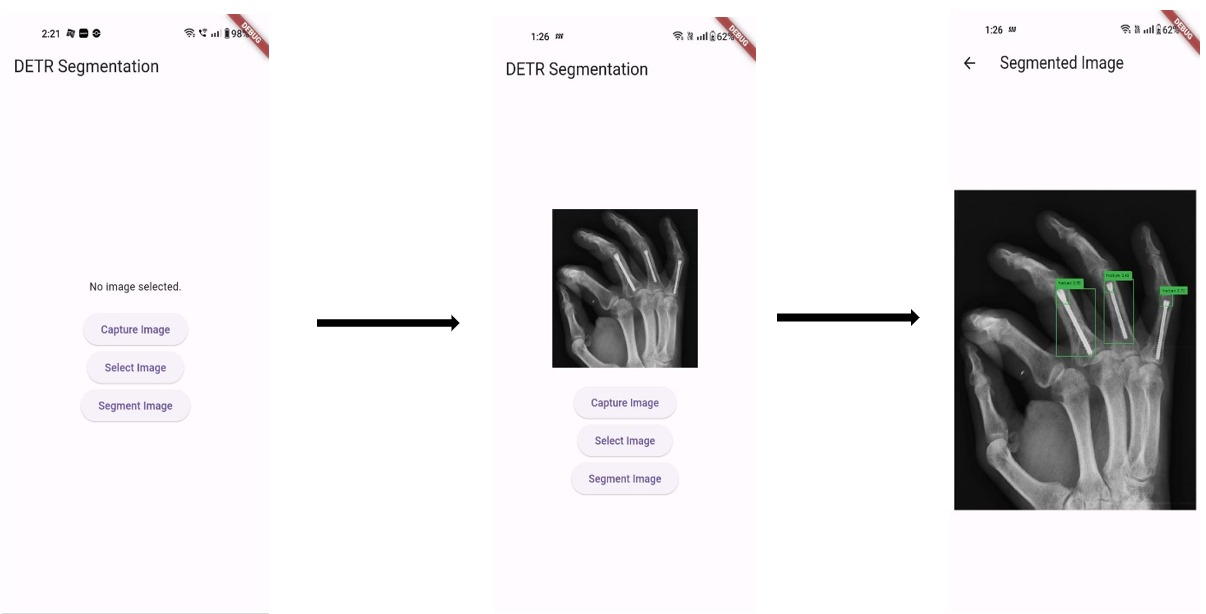 2:21
98%
DEBUG
DETR Segmentation
No image selected.
Capture Image
Select Image
Segment Image
1:26
62%
DEBUG
DETR Segmentation
Capture Image
Select Image
Segment Image
1:26
62%
DEBUG
Segmented Image